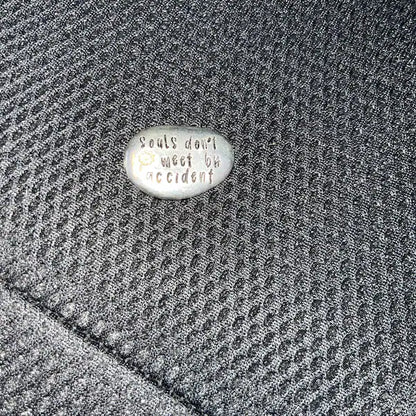 souls don't
meet by
accident